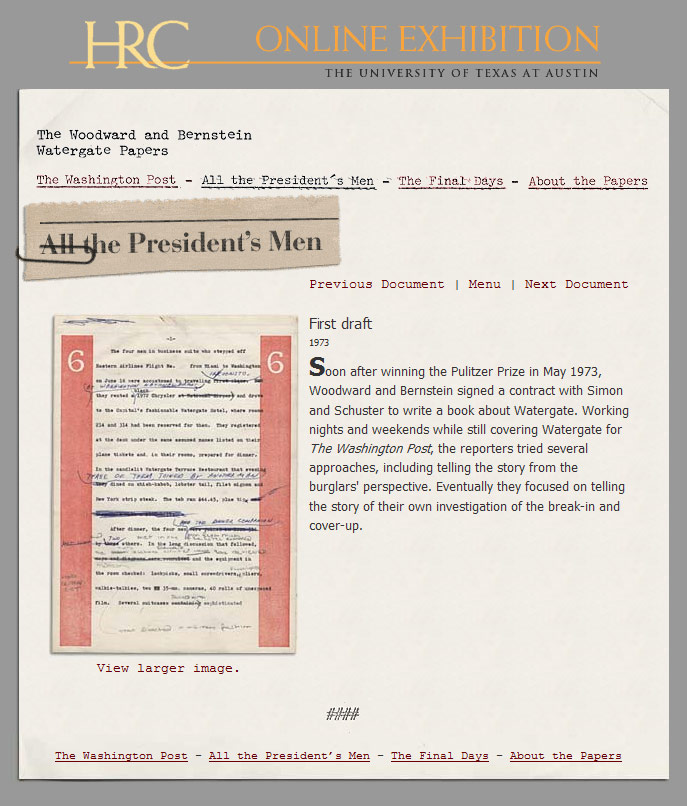 HRC
ONLINE EXHIBITION
THE UNIVERSITY OF TEXAS AT AUSTIN
The Woodward and Bernstein
Watergate Papers
The Washington Post - All the President's Men - The Final Days - About the Papers
All the President's Men
Previous Document | Menu | Next Document
First draft
1973
Soon after winning the Pulitzer Prize in May 1973,
Woodward and Bernstein signed a contract with Simon
and Schuster to write a book about Watergate. Working
nights and weekends while still covering Watergate for
The Washington Post, the reporters tried several
approaches, including telling the story from the
burglars' perspective. Eventually they focused on telling
the story of their own investigation of the break-in and
cover-up.
6 6
-1-
The four men in business suits who stepped off
Eastern Airlines Flight No. from Miami to Washington
on June 16 were accustomed to traveling first class.
they rented a 1972 Chrysler at National Airport and drove
to the Capital's fashionable Watergate Hotel, where rooms
214 and 314 had been reserved for them. They registered
at the desk under the same assumed names listed on their
plane tickets and, in their rooms, prepared for dinner.
In the candlelit Watergate Terrace Restaurant that evening
they dined on shish-kabob, lobster tail, filet mignon and
New York strip steak. The tab ran $44.43, plus tip.
After dinner, the four men
by others. In the long discussion that followed,
and the equipment in
the room checked: lockpicks, small screwdrivers, pliers,
walkie-talkies, two 35-mm. cameras, 40 rolls of unexposed
film. Several suitcases containing sophisticated
View larger image.
####
The Washington Post - All the President's Men - The Final Days - About the Papers